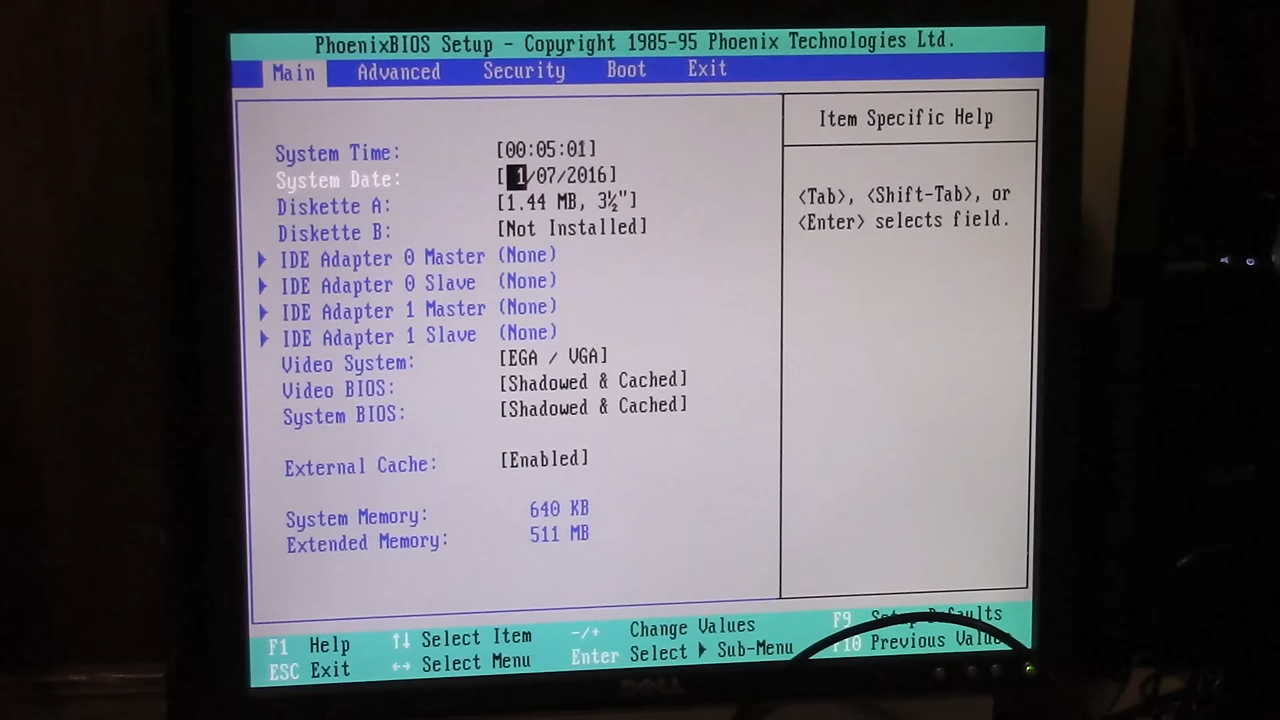 PhoenixBIOS Setup - Copyright 1985-95 Phoenix Technologies Ltd.
Main Advanced Security Boot Exit
Item Specific Help
<Tab>, <Shift-Tab>, or
<Enter> selects field.
System Time: [00:05:01]
System Date: [ 1/07/2016]
Diskette A: [1.44 MB, 3½"]
Diskette B: [Not Installed]
IDE Adapter 0 Master (None)
IDE Adapter 0 Slave (None)
IDE Adapter 1 Master (None)
IDE Adapter 1 Slave (None)
Video System: [EGA / VGA]
Video BIOS: [Shadowed & Cached]
System BIOS: [Shadowed & Cached]
External Cache: [Enabled]
System Memory: 640 KB
Extended Memory: 511 MB
F1 Help ↑↓ Select Item -/+ Change Values F9 Setup Defaults
ESC Exit ↔ Select Menu Enter Select ▶ Sub-Menu F10 Previous Values
DELL